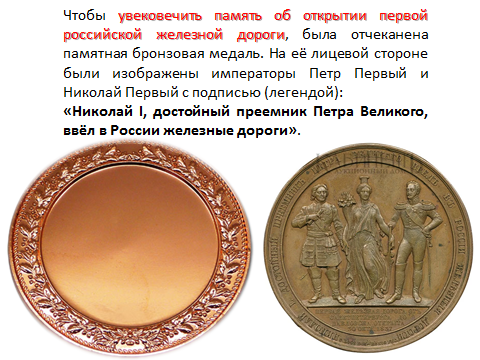 Чтобы увековечить память об открытии первой
российской железной дороги, была отчеканена
памятная бронзовая медаль. На её лицевой стороне
были изображены императоры Петр Первый и
Николай Первый с подписью (легендой):
«Николай I, достойный преемник Петра Великого,
ввёл в России железные дороги».